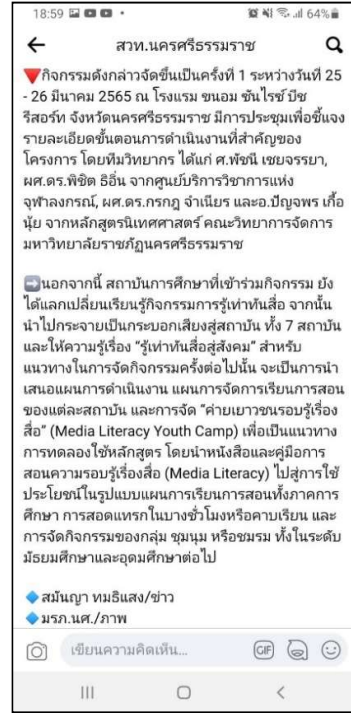 18:59
64%
สวท.นครศรีธรรมราช
🔻กิจกรรมดังกล่าวจัดขึ้นเป็นครั้งที่ 1 ระหว่างวันที่ 25
- 26 มีนาคม 2565 ณ โรงแรม ขนอม ซันไรซ์ บีช
รีสอร์ท จังหวัดนครศรีธรรมราช มีการประชุมเพื่อชี้แจง
รายละเอียดขั้นตอนการดำเนินงานที่สำคัญของ
โครงการ โดยทีมวิทยากร ได้แก่ ศ.พัชนี เชยจรรยา,
ผศ.ดร.พิชิต ธิอิ่น จากศูนย์บริการวิชาการแห่ง
จุฬาลงกรณ์, ผศ.ดร.กรกฎ จำเนียร และอ.ปัญจพร เกื้อ
นุ้ย จากหลักสูตรนิเทศศาสตร์ คณะวิทยาการจัดการ
มหาวิทยาลัยราชภัฏนครศรีธรรมราช
➡️นอกจากนี้ สถาบันการศึกษาที่เข้าร่วมกิจกรรม ยัง
ได้แลกเปลี่ยนเรียนรู้กิจกรรมการรู้เท่าทันสื่อ จากนั้น
นำไปกระจายเป็นกระบอกเสียงสู่สถาบัน ทั้ง 7 สถาบัน
และให้ความรู้เรื่อง “รู้เท่าทันสื่อสู่สังคม” สำหรับ
แนวทางในการจัดกิจกรรมครั้งต่อไปนั้น จะเป็นการนำ
เสนอแผนการดำเนินงาน แผนการจัดการเรียนการสอน
ของแต่ละสถาบัน และการจัด “ค่ายเยาวชนรอบรู้เรื่อง
สื่อ” (Media Literacy Youth Camp) เพื่อเป็นแนวทาง
การทดลองใช้หลักสูตร โดยนำหนังสือและคู่มือการ
สอนความรอบรู้เรื่องสื่อ (Media Literacy) ไปสู่การใช้
ประโยชน์ในรูปแบบแผนการเรียนการสอนทั้งภาคการ
ศึกษา การสอดแทรกในบางชั่วโมงหรือคาบเรียน และ
การจัดกิจกรรมของกลุ่ม ชุมนุม หรือชมรม ทั้งในระดับ
มัธยมศึกษาและอุดมศึกษาต่อไป
🔷สมันญา ทมธิแสง/ข่าว
🔷มรภ.นศ./ภาพ
เขียนความคิดเห็น...
GIF